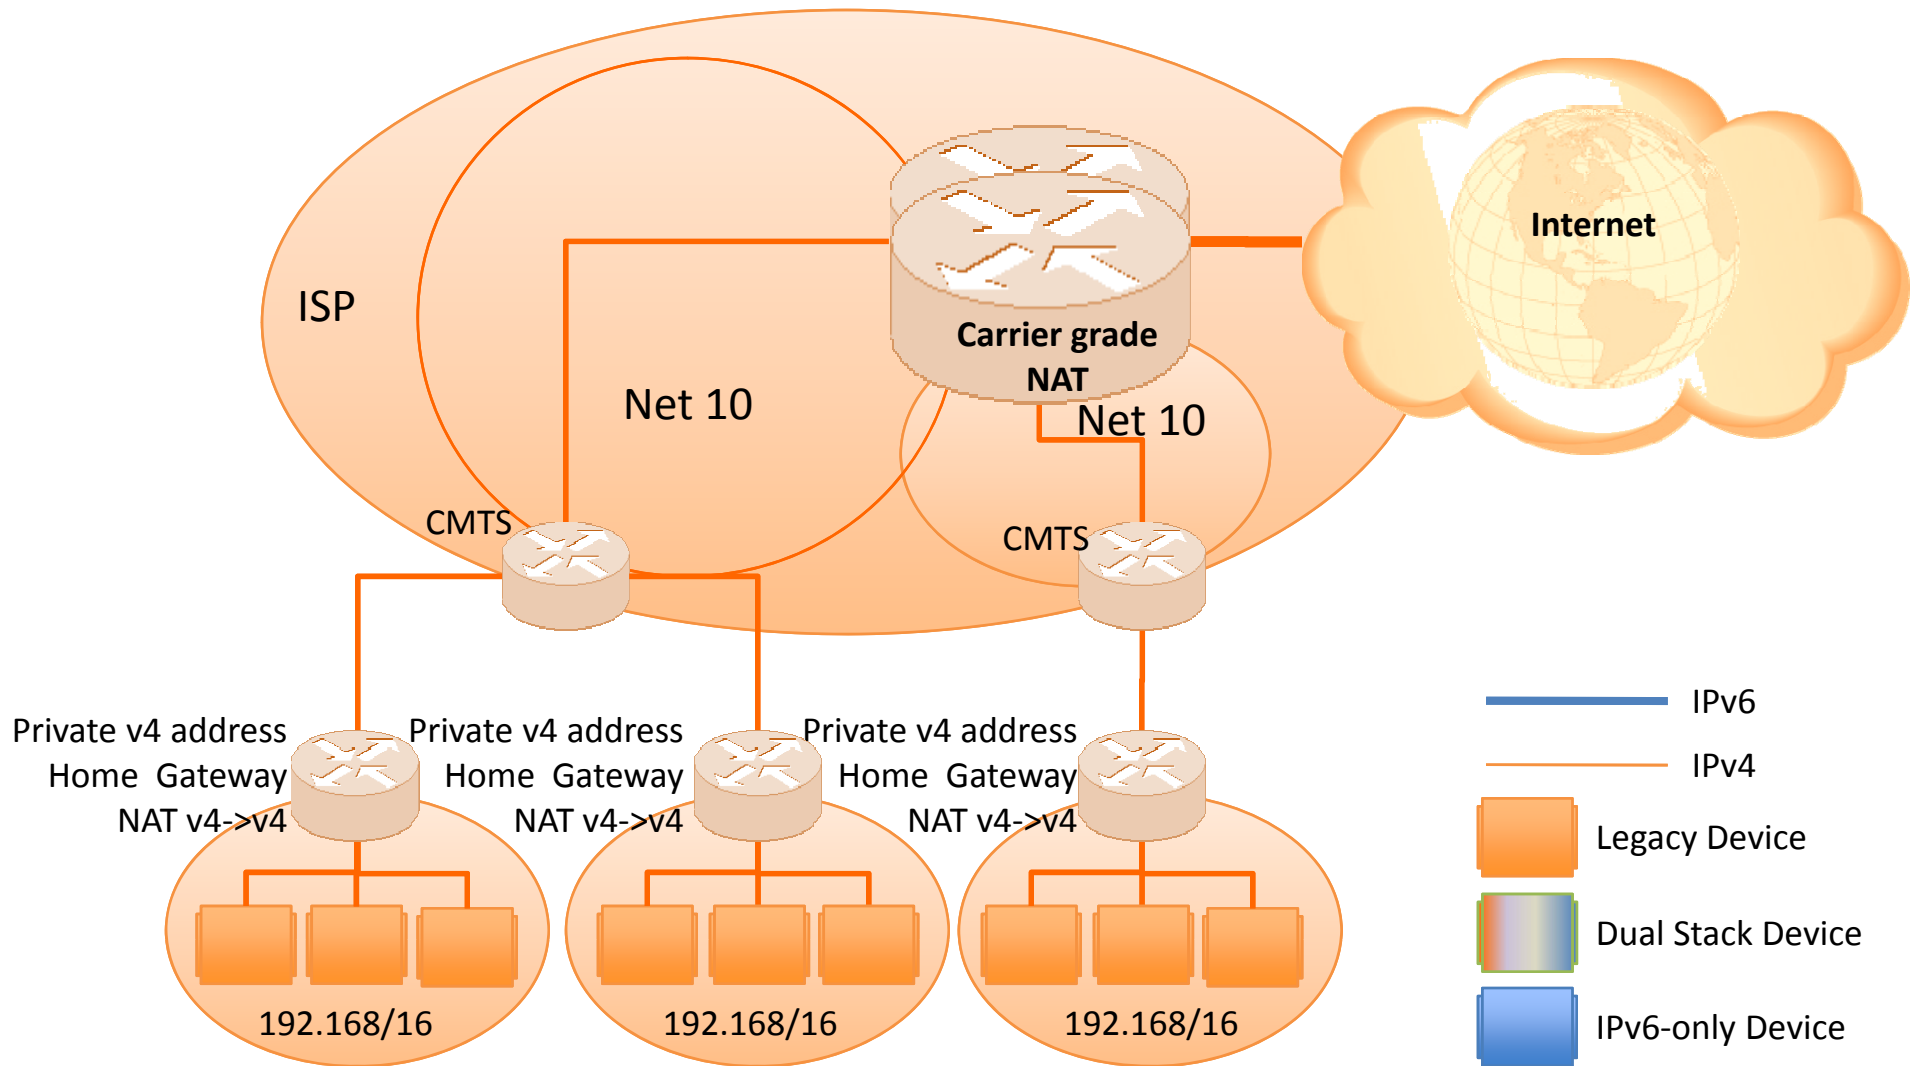 Internet
ISP
Carrier grade
NAT
Net 10
Net 10
CMTS
CMTS
Private v4 address
Home  Gateway
NAT v4->v4
Private v4 address
Home  Gateway
NAT v4->v4
Private v4 address
Home  Gateway
NAT v4->v4
192.168/16
192.168/16
192.168/16
IPv6
IPv4
Legacy Device
Dual Stack Device
IPv6-only Device